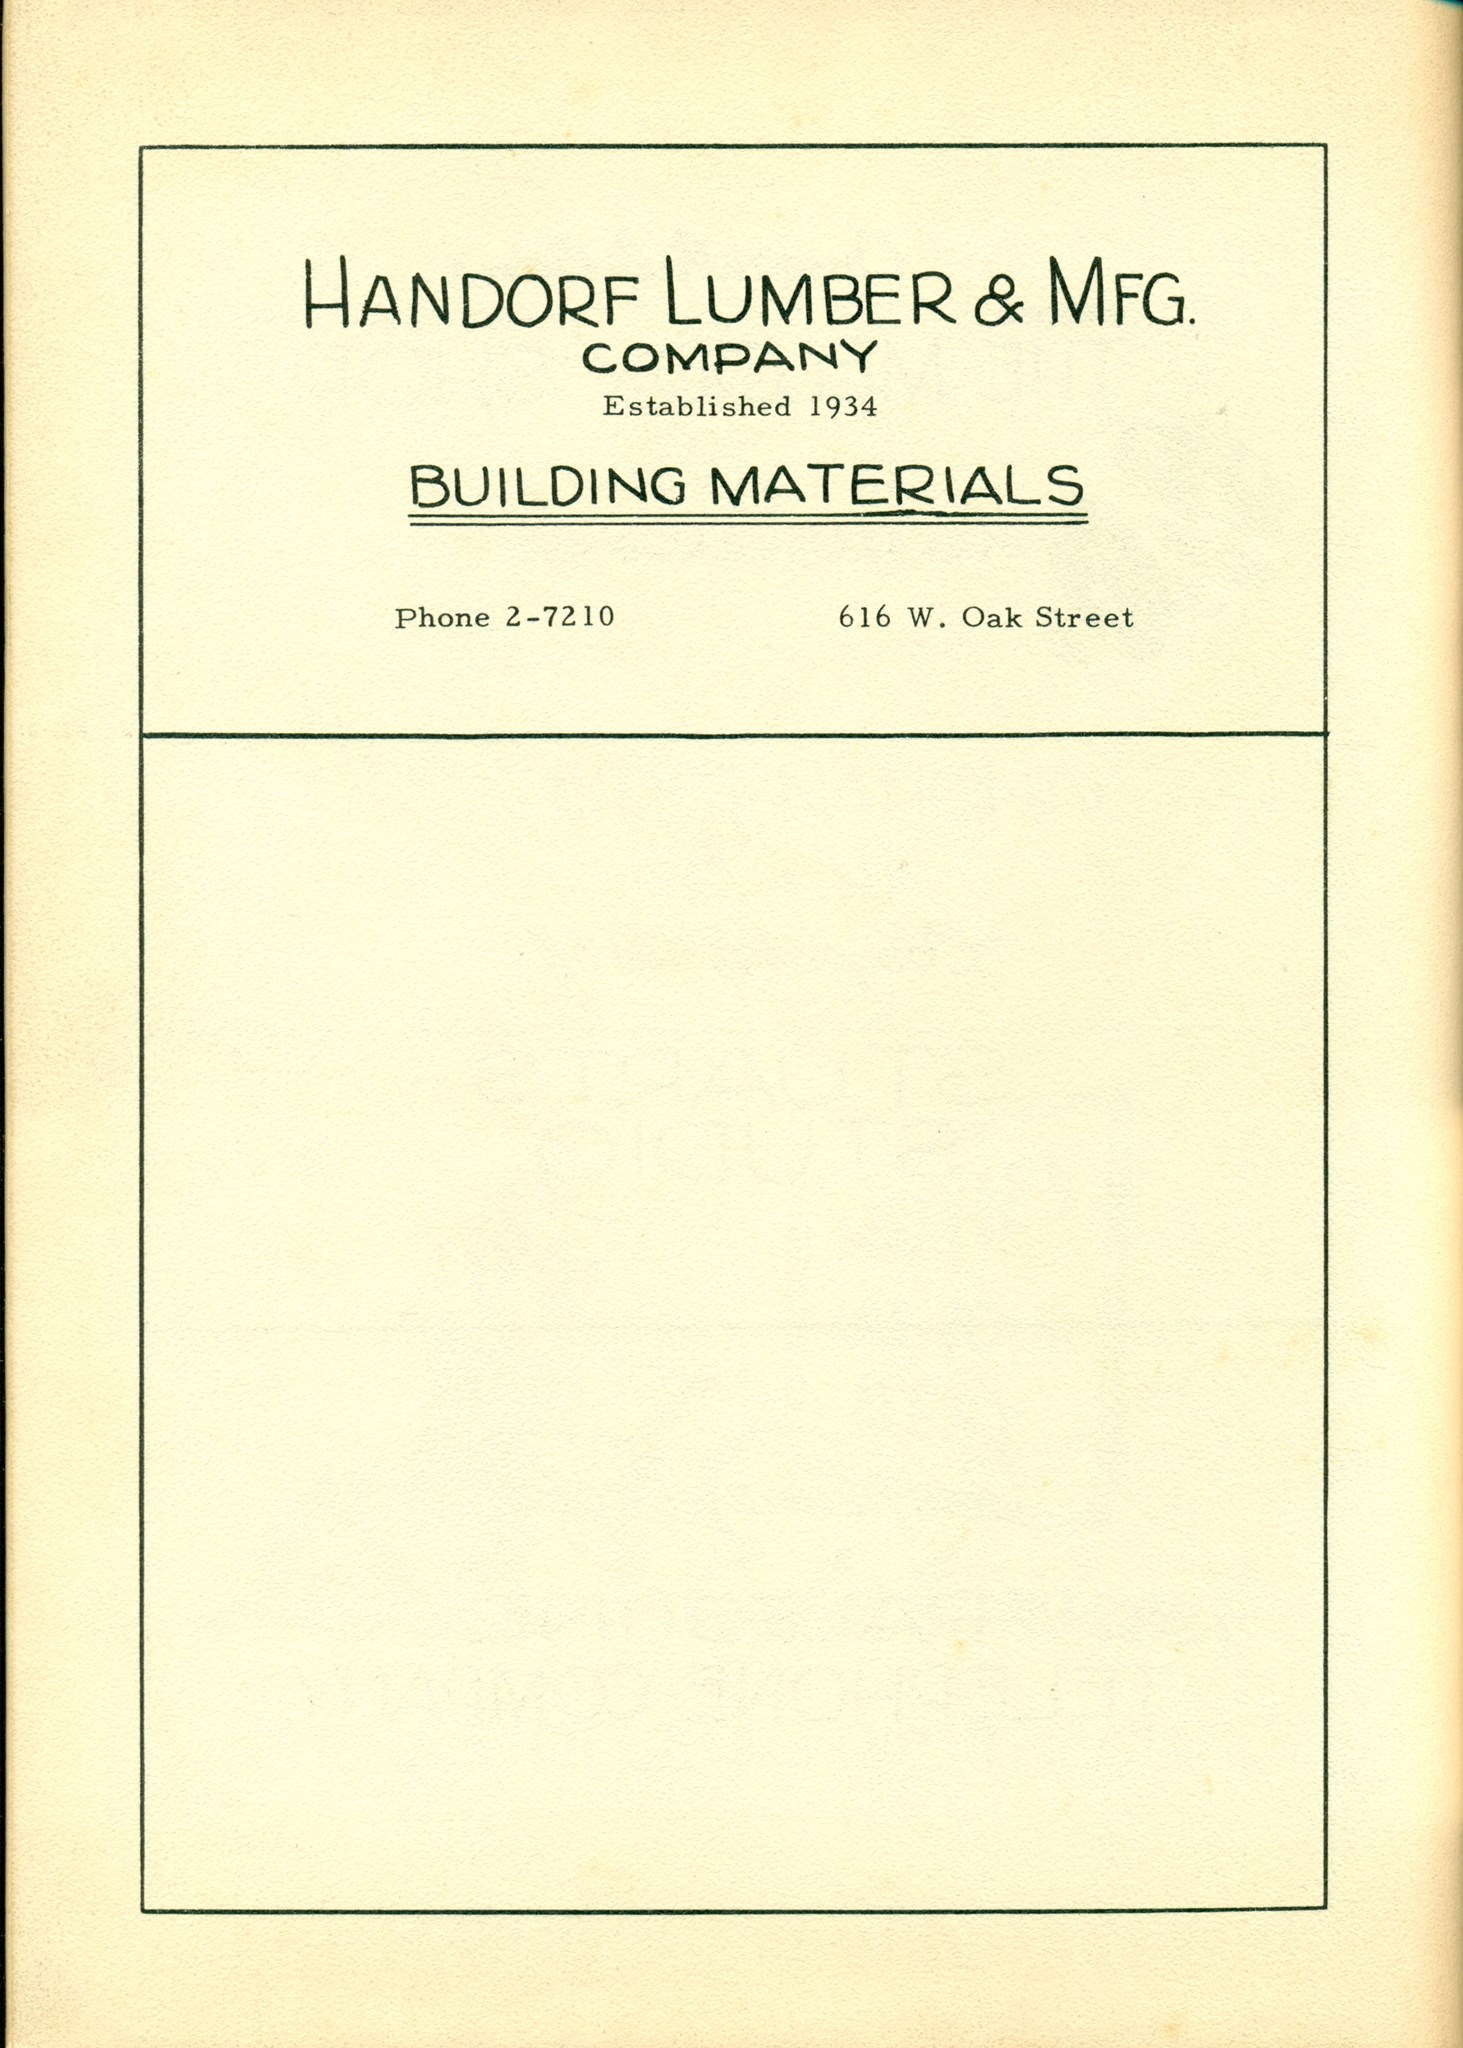 HANDORF LUMBER & MFG.
COMPANY
Established 1934
BUILDING MATERIALS
Phone 2-7210 616 W. Oak Street